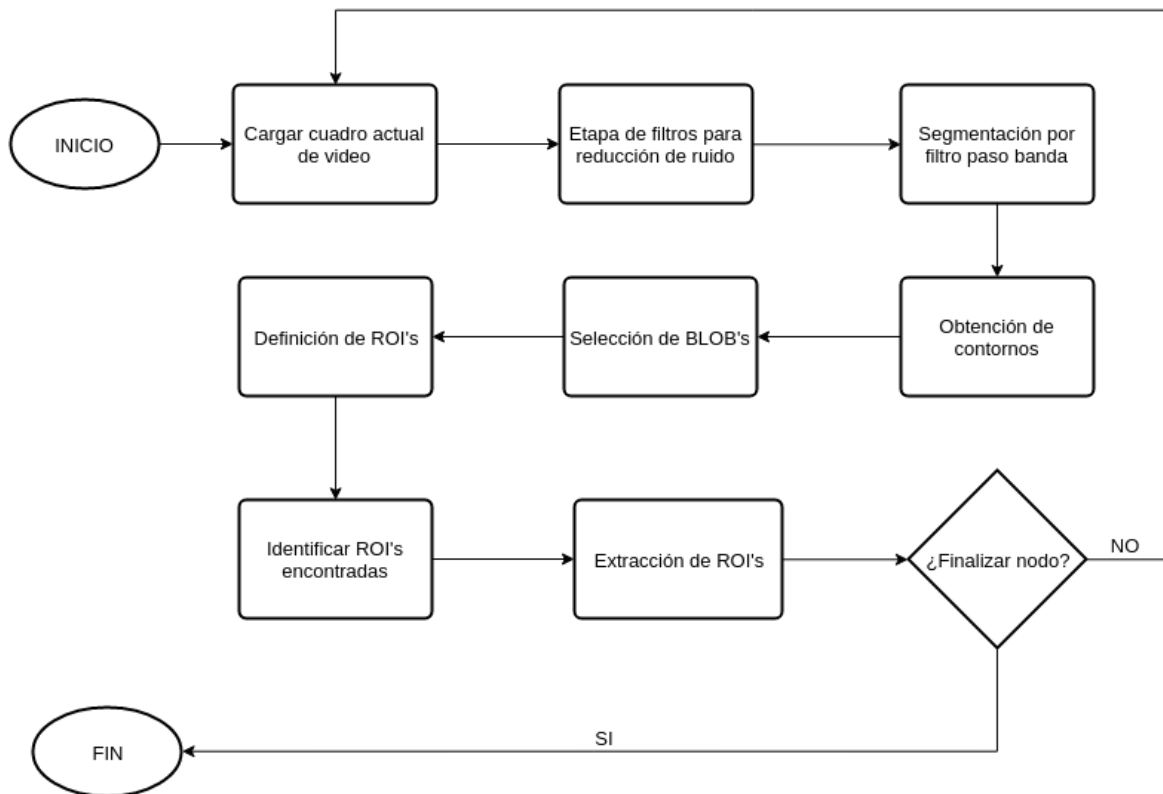 INICIO
Cargar cuadro actual
de video
Etapa de filtros para
reducción de ruido
Segmentación por
filtro paso banda
Definición de ROI's
Selección de BLOB's
Obtención de
contornos
Identificar ROI's
encontradas
Extracción de ROI's
¿Finalizar nodo?
NO
SI
FIN